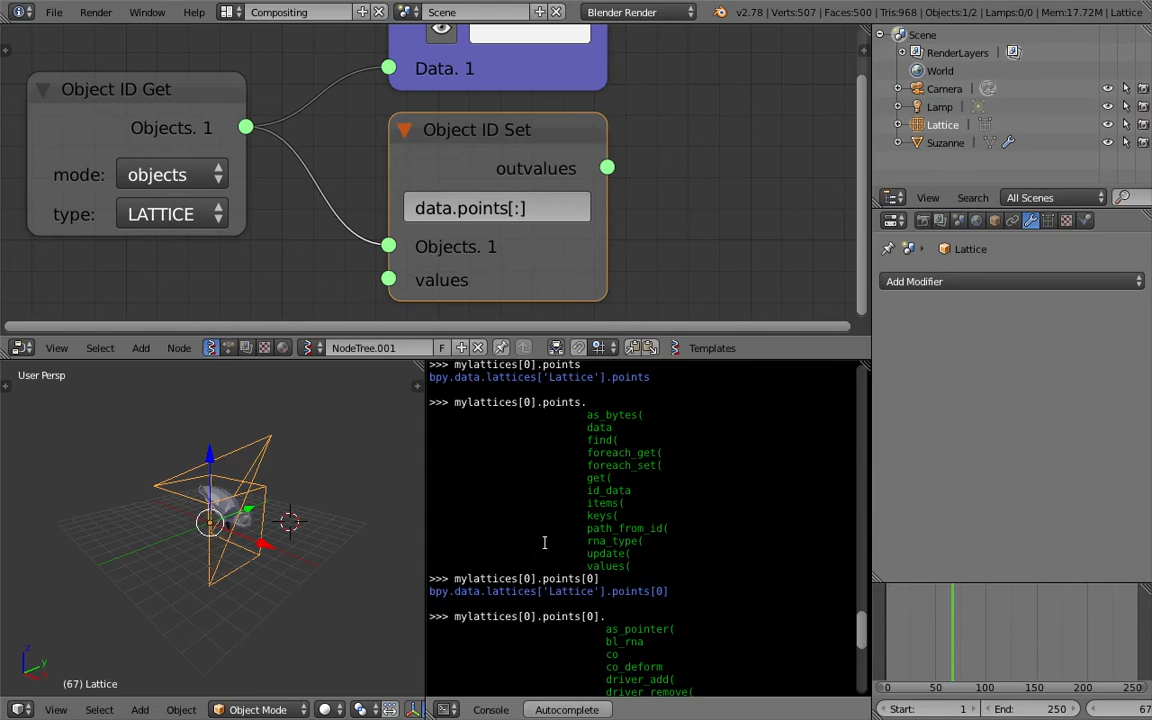 File Render Window Help Compositing Scene Blender Render v2.78 | Verts:507 | Faces:500 | Tris:968 | Objects:1/2 | Lamps:0/0 | Mem:17.72M | Lattice
Data. 1
Object ID Get
Objects. 1
mode: objects
type: LATTICE
Object ID Set
outvalues
data.points[:]
Objects. 1
values
View Select Add Node NodeTree.001 F Templates
Scene
RenderLayers
World
Camera
Lamp
Lattice
Suzanne
View Search All Scenes
Lattice
Add Modifier
User Persp
(67) Lattice
View Select Add Object Object Mode
>>> mylattices[0].points
bpy.data.lattices['Lattice'].points
>>> mylattices[0].points.
as_bytes(
data
find(
foreach_get(
foreach_set(
get(
id_data
items(
keys(
path_from_id(
rna_type(
update(
values(
>>> mylattices[0].points[0]
bpy.data.lattices['Lattice'].points[0]
>>> mylattices[0].points[0].
as_pointer(
bl_rna
co
co_deform
driver_add(
driver_remove(
Console Autocomplete
0 50 100 150 200 250
Start: 1 End: 250 67